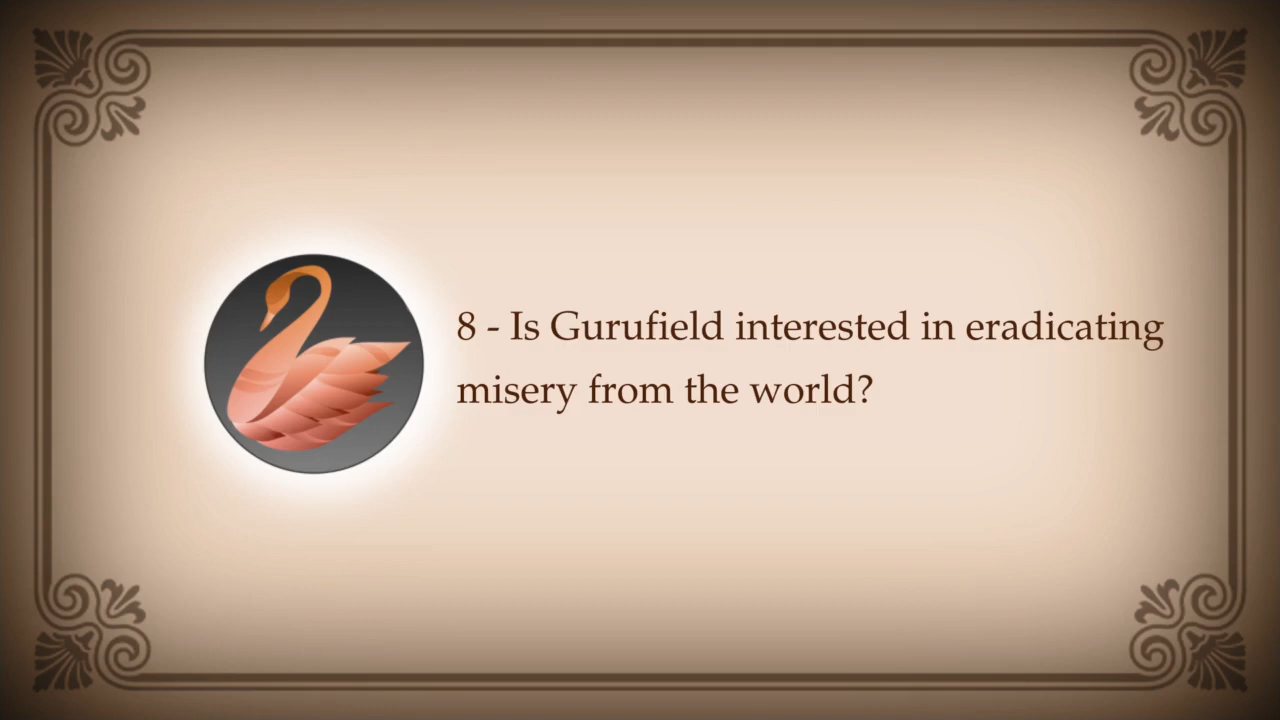 8 - Is Gurufield interested in eradicating
misery from the world?